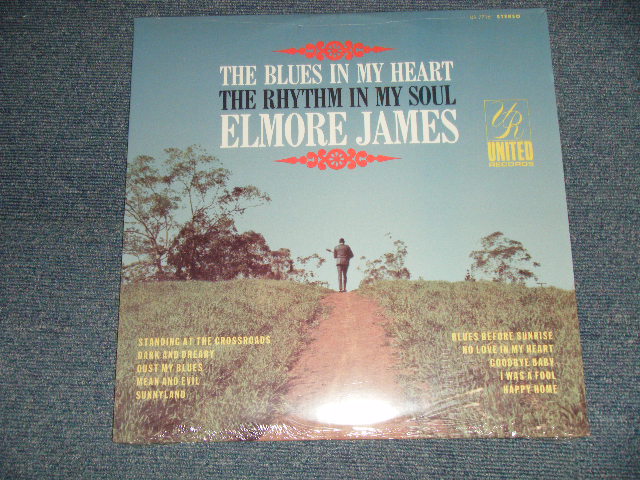 STEREO
THE BLUES IN MY HEART
THE RHYTHM IN MY SOUL
ELMORE JAMES
UR
UNITED
RECORDS
STANDING AT THE CROSSROADS
DARK AND DREARY
DUST MY BLUES
MEAN AND EVIL
SUNNYLAND
BLUES BEFORE SUNRISE
NO LOVE IN MY HEART
GOODBYE BABY
I WAS A FOOL
HAPPY HOME